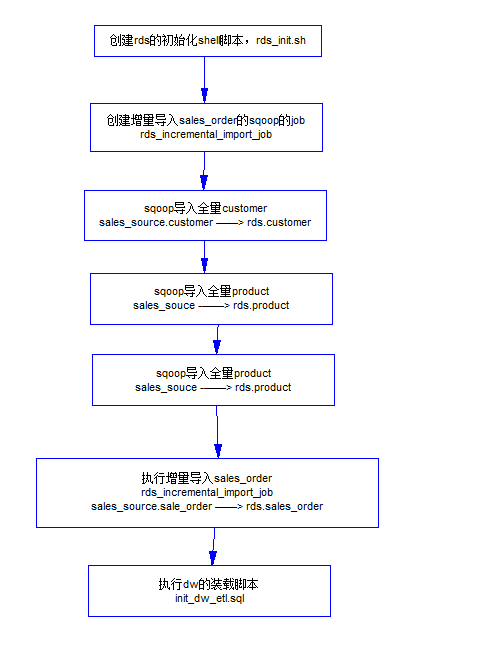 创建rds的初始化shell脚本，rds_init.sh
创建增量导入sales_order的sqoop的job
rds_incremental_import_job
sqoop导入全量customer
sales_source.customer ——> rds.customer
sqoop导入全量product
sales_souce ——> rds.product
sqoop导入全量product
sales_souce ——> rds.product
执行增量导入sales_order
rds_incremental_import_job
sales_source.sale_order ——> rds.sales_order
执行dw的装载脚本
init_dw_etl.sql